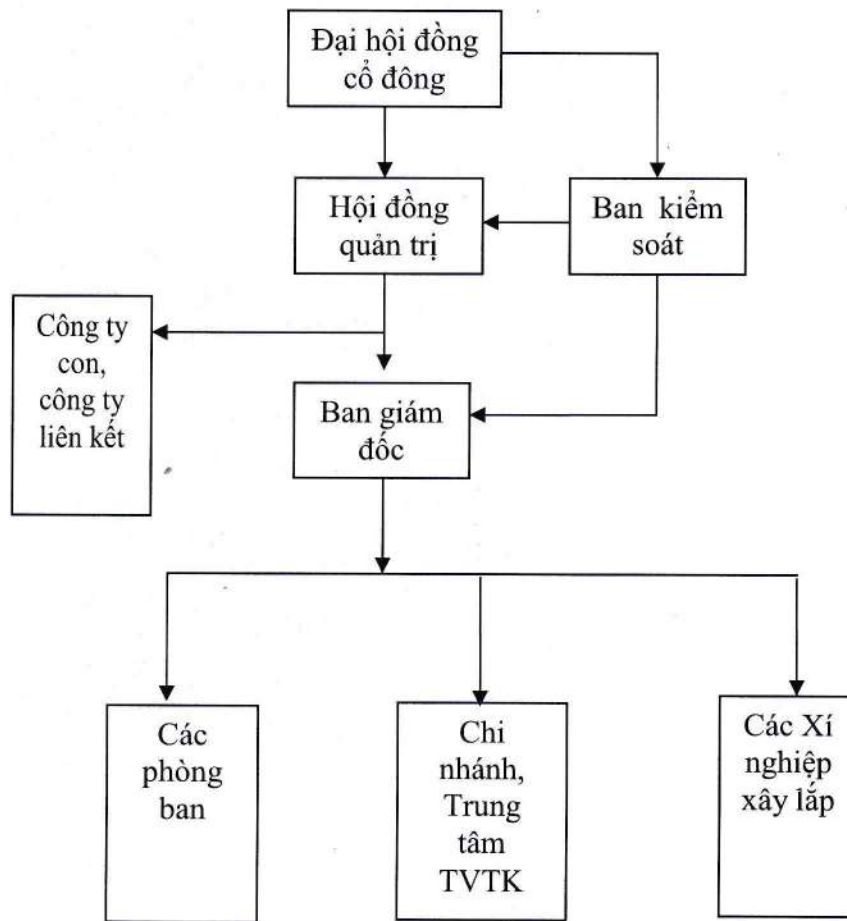 Đại hội đồng
cổ đông
Hội đồng
quản trị
Ban kiểm
soát
Công ty
con,
công ty
liên kết
Ban giám
đốc
Các
phòng
ban
Chi
nhánh,
Trung
tâm
TVTK
Các Xí
nghiệp
xây lắp